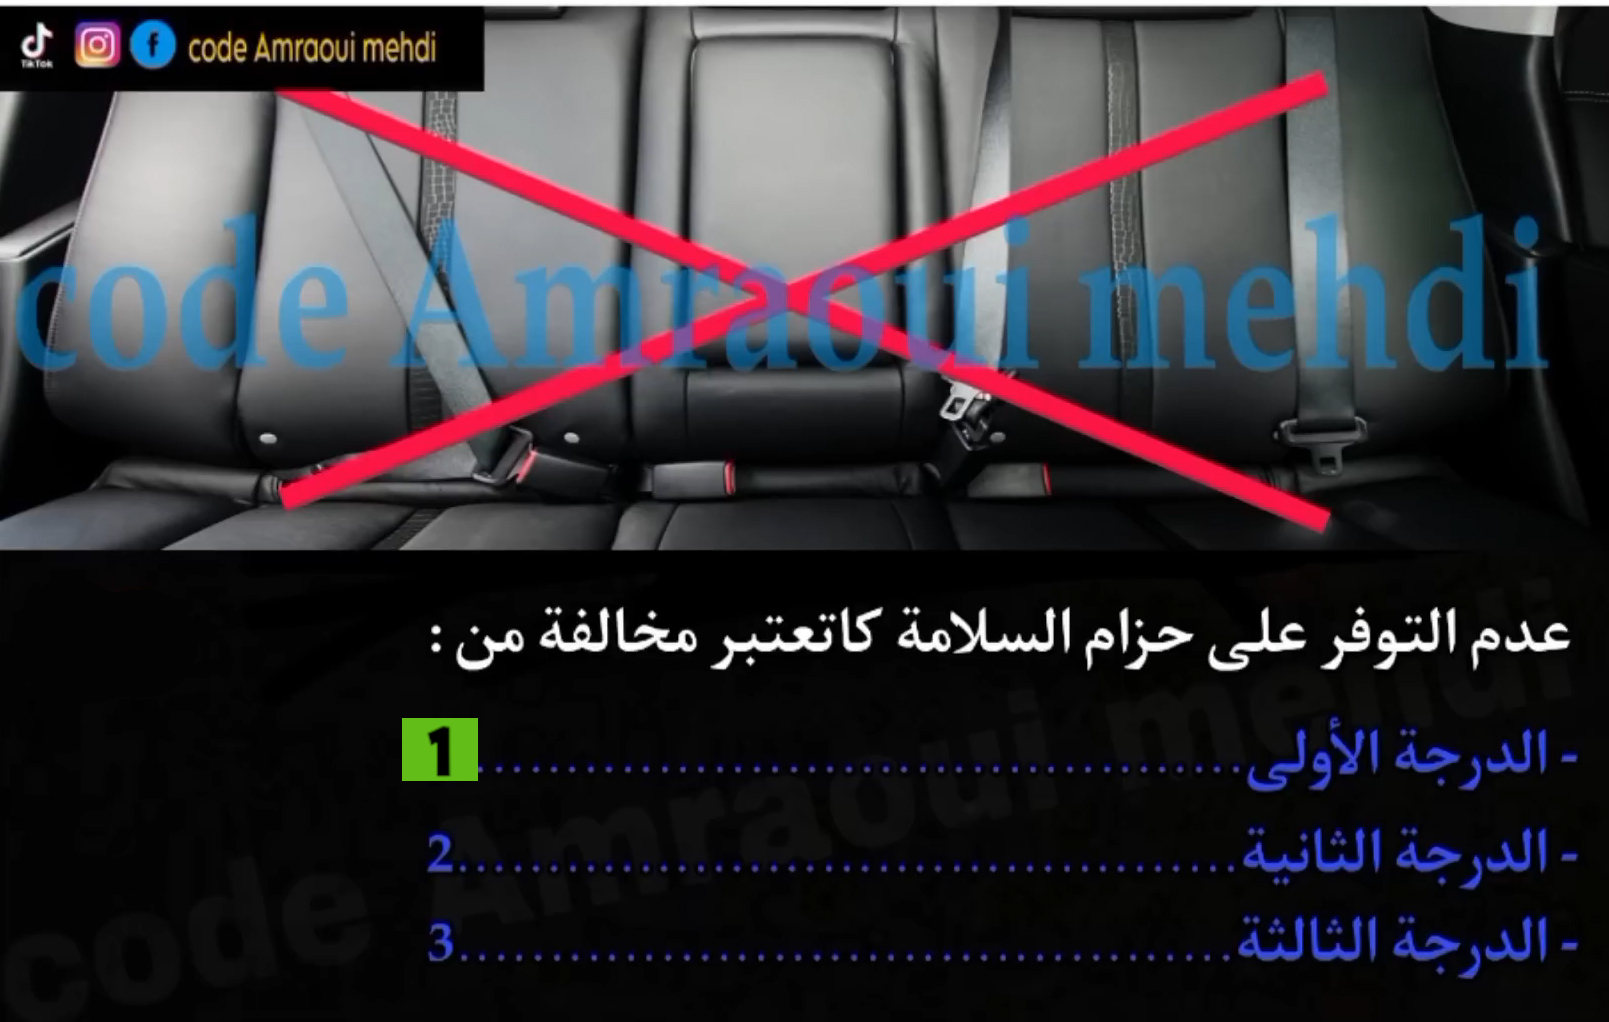 TikTok
code Amraoui mehdi
code Amraoui mehdi
عدم التوفر على حزام السلامة كاتعتبر مخالفة من :
- الدرجة الأولى........................................1
- الدرجة الثانية........................................2
- الدرجة الثالثة........................................3
code Amraoui mehdi